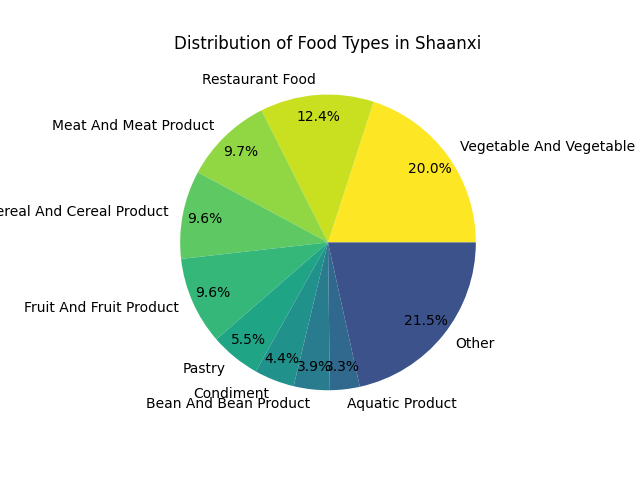 Distribution of Food Types in Shaanxi
Restaurant Food
12.4%
Meat And Meat Product
9.7%
Vegetable And Vegetable
20.0%
ereal And Cereal Product
9.6%
Fruit And Fruit Product
9.6%
Pastry
5.5%
Condiment
4.4%
Bean And Bean Product
3.9%
Aquatic Product
3.3%
Other
21.5%